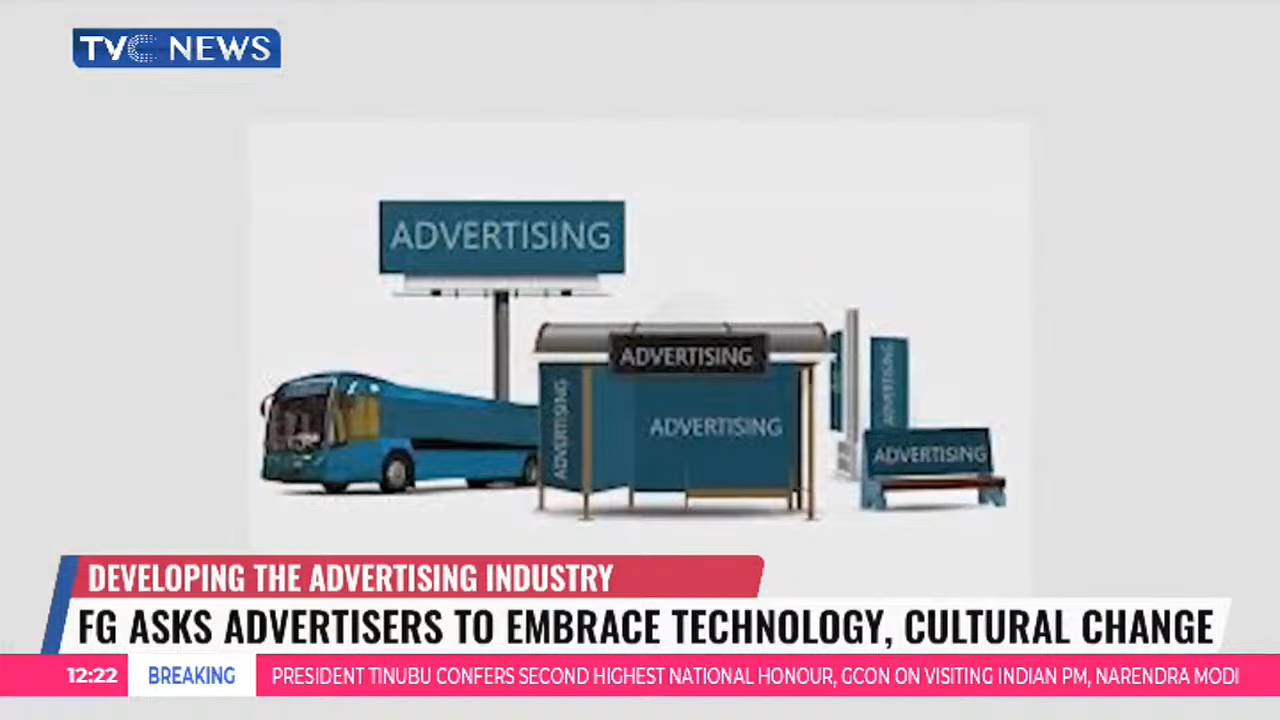 TVC NEWS
ADVERTISING
ADVERTISING
ADVERTISING
ADVERTISING
ADVERTISING
ADVERTISING
DEVELOPING THE ADVERTISING INDUSTRY
FG ASKS ADVERTISERS TO EMBRACE TECHNOLOGY, CULTURAL CHANGE
12:22 BREAKING PRESIDENT TINUBU CONFERS SECOND HIGHEST NATIONAL HONOUR, GCON ON VISITING INDIAN PM, NARENDRA MODI